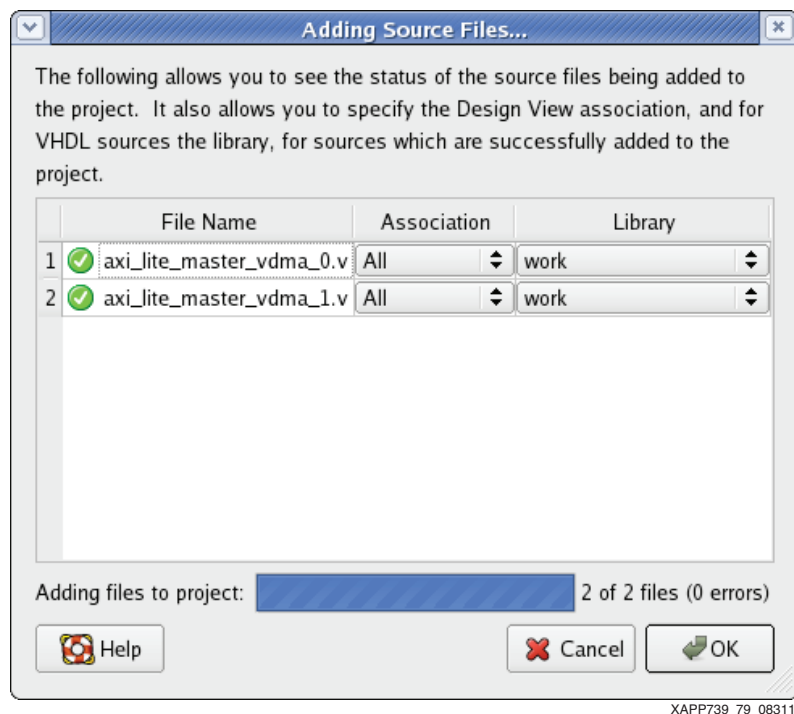 Adding Source Files...
The following allows you to see the status of the source files being added to
the project.  It also allows you to specify the Design View association, and for
VHDL sources the library, for sources which are successfully added to the
project.
File Name Association Library
1 axi_lite_master_vdma_0.v All work
2 axi_lite_master_vdma_1.v All work
Adding files to project: 2 of 2 files (0 errors)
Help Cancel OK
XAPP739_79_08311